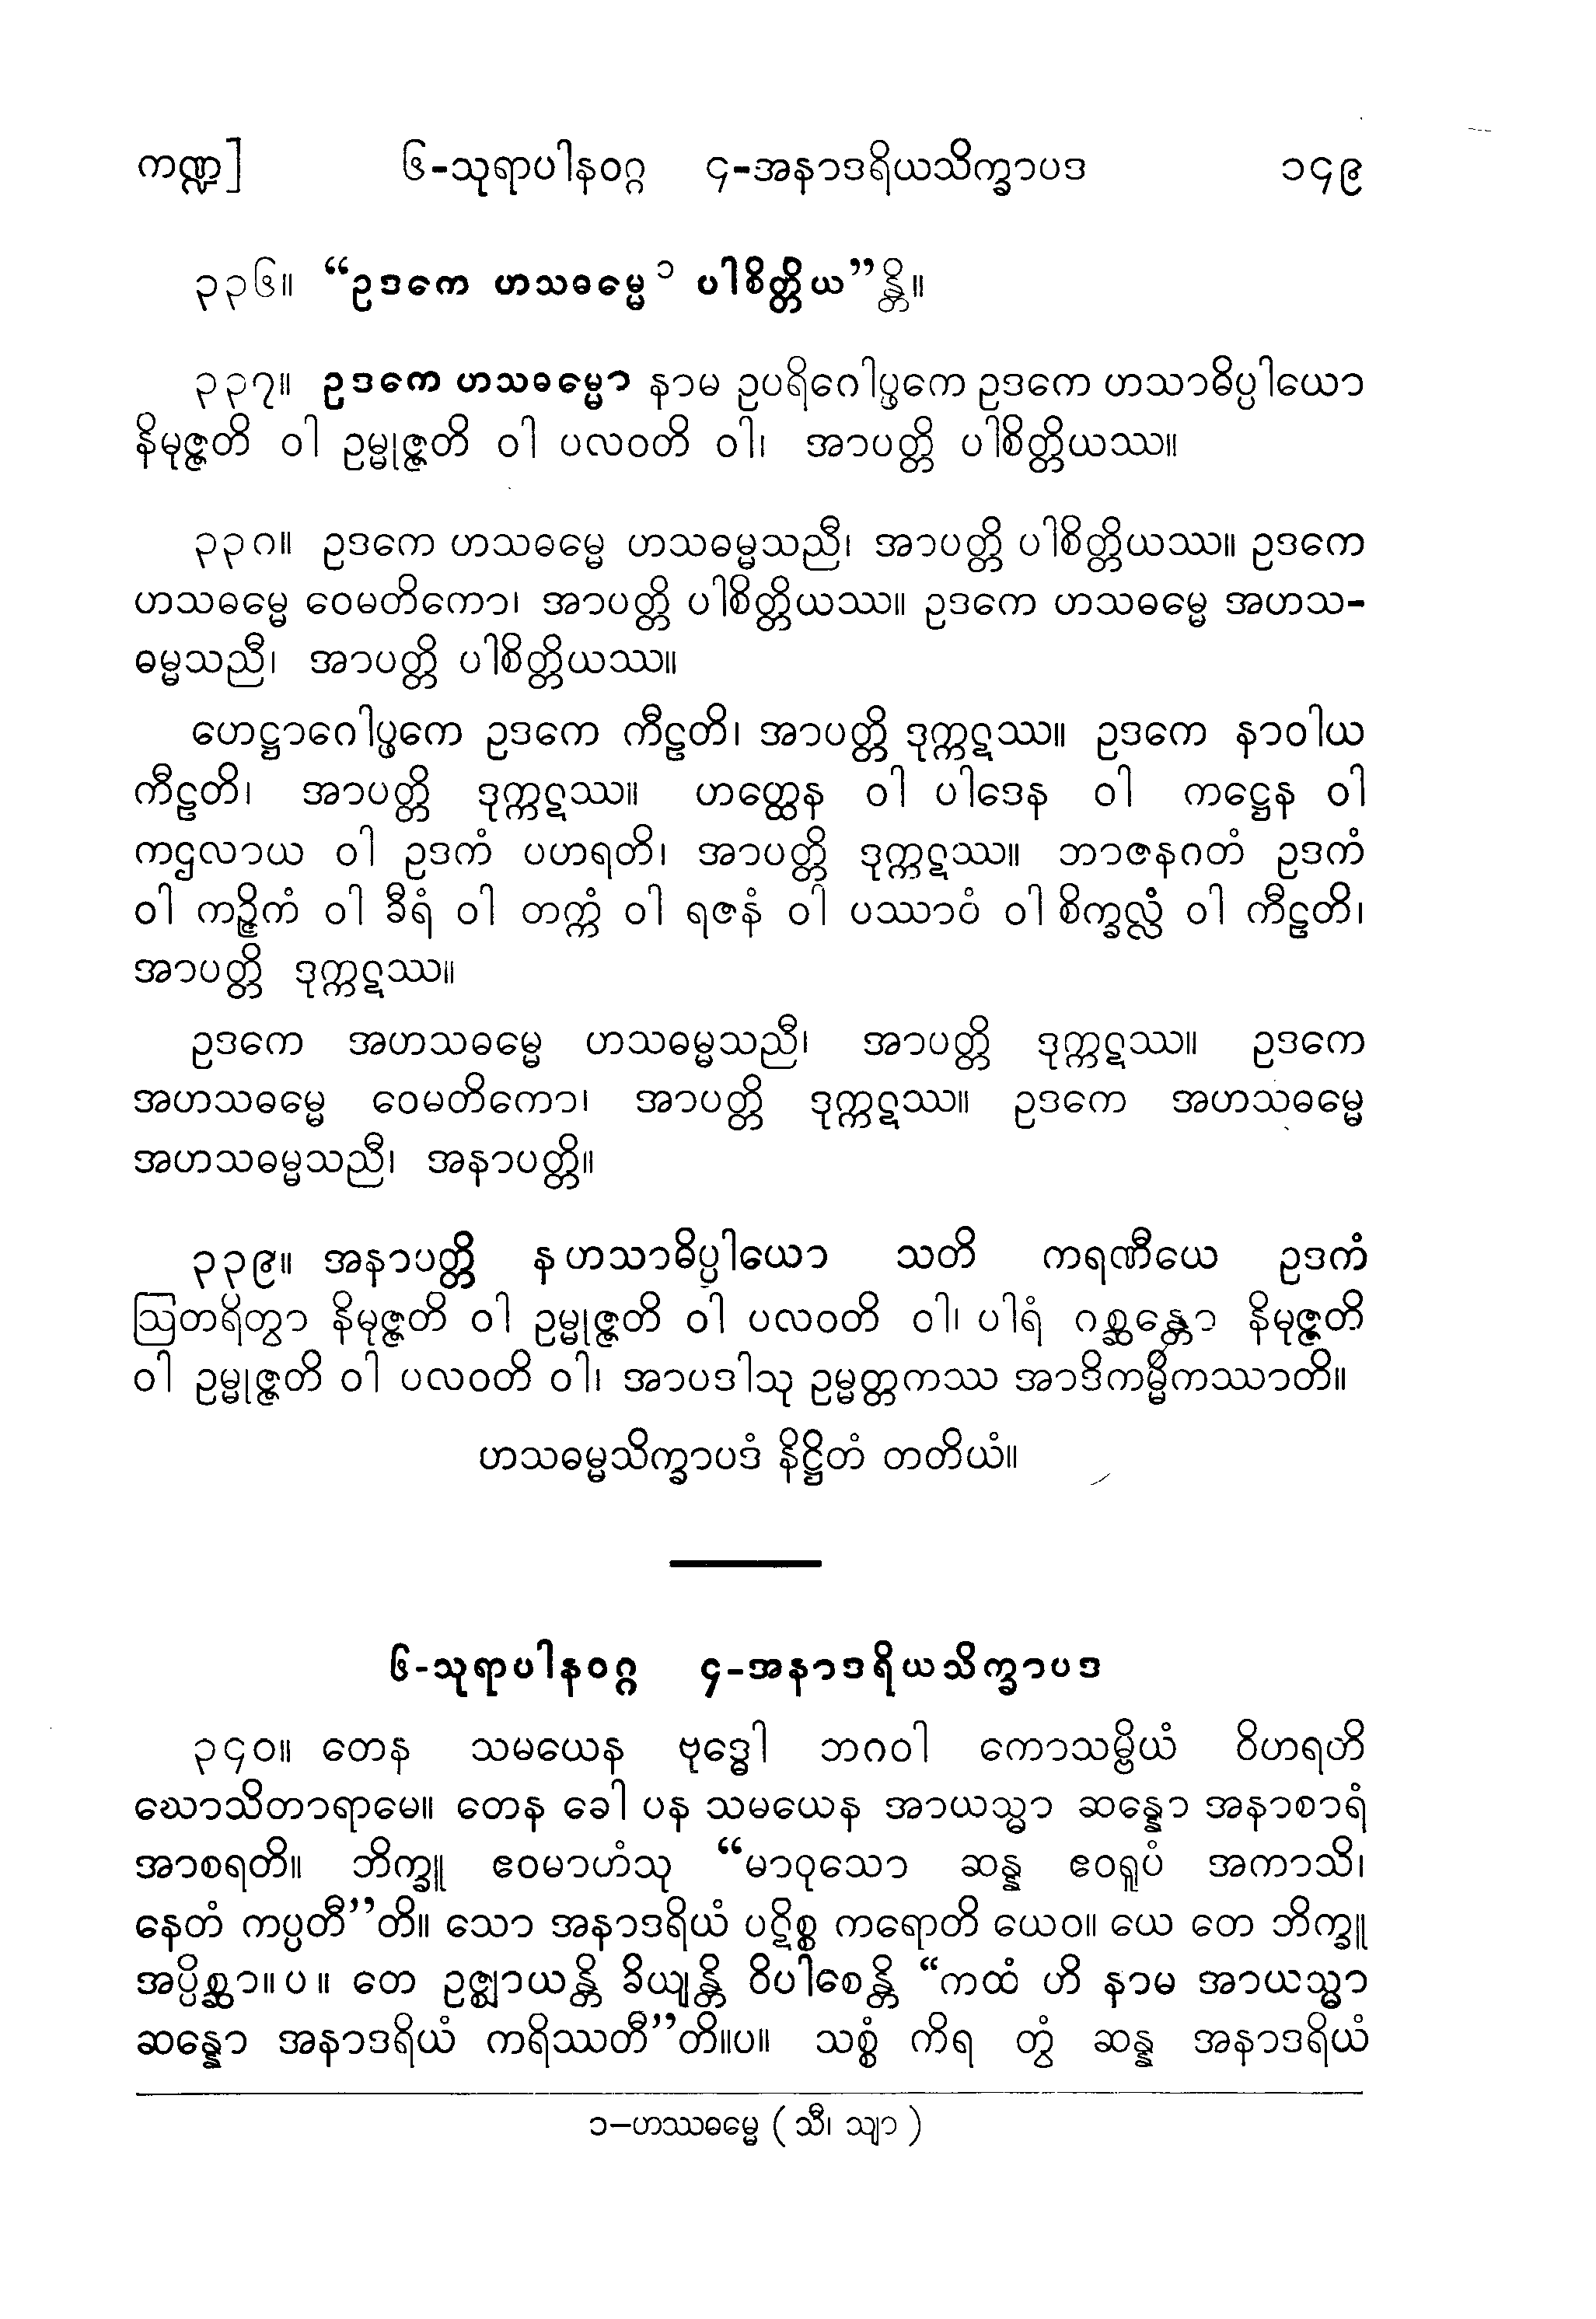 ကဏ္ဍ] ၆-သုရာပါနဝဂ္ဂ ၄-အနာဒရိယသိက္ခာပဒ ၁၄၉
၃၃၆။ “ဥဒကေ ဟသဓမ္မေ ၁ ပါစိတ္တိယ”န္တိ။
၃၃၇။ ဥဒကေ ဟသဓမ္မော နာမ ဥပရိဂေါပ္ဖကေ ဥဒကေ ဟသာဓိပ္ပါယော
နိမုဇ္ဇတိ ဝါ ဥမ္မုဇ္ဇတိ ဝါ ပလဝတိ ဝါ၊ အာပတ္တိ ပါစိတ္တိယဿ။
၃၃၈။ ဥဒကေ ဟသဓမ္မေ ဟသဓမ္မသညီ၊ အာပတ္တိ ပါစိတ္တိယဿ။ ဥဒကေ
ဟသဓမ္မေ ဝေမတိကော၊ အာပတ္တိ ပါစိတ္တိယဿ။ ဥဒကေ ဟသဓမ္မေ အဟသ-
ဓမ္မသညီ၊ အာပတ္တိ ပါစိတ္တိယဿ။
ဟေဋ္ဌာဂေါပ္ဖကေ ဥဒကေ ကီဠတိ၊ အာပတ္တိ ဒုက္ကဋဿ။ ဥဒကေ နာဝါယ
ကီဠတိ၊ အာပတ္တိ ဒုက္ကဋဿ။ ဟတ္ထေန ဝါ ပါဒေန ဝါ ကဋ္ဌေန ဝါ
ကဌလာယ ဝါ ဥဒကံ ပဟရတိ၊ အာပတ္တိ ဒုက္ကဋဿ။ ဘာဇနဂတံ ဥဒကံ
ဝါ ကဉ္ဇိကံ ဝါ ခီရံ ဝါ တက္ကံ ဝါ ရဇနံ ဝါ ပဿာဝံ ဝါ စိက္ခလ္လံ ဝါ ကီဠတိ၊
အာပတ္တိ ဒုက္ကဋဿ။
ဥဒကေ အဟသဓမ္မေ ဟသဓမ္မသညီ၊ အာပတ္တိ ဒုက္ကဋဿ။ ဥဒကေ
အဟသဓမ္မေ ဝေမတိကော၊ အာပတ္တိ ဒုက္ကဋဿ။ ဥဒကေ အဟသဓမ္မေ
အဟသဓမ္မသညီ၊ အနာပတ္တိ။
၃၃၉။ အနာပတ္တိ န ဟသာဓိပ္ပါယော သတိ ကရဏီယေ ဥဒကံ
ဩတရိတွာ နိမုဇ္ဇတိ ဝါ ဥမ္မုဇ္ဇတိ ဝါ ပလဝတိ ဝါ၊ ပါရံ ဂစ္ဆန္တော နိမုဇ္ဇတိ
ဝါ ဥမ္မုဇ္ဇတိ ဝါ ပလဝတိ ဝါ၊ အာပဒါသု ဥမ္မတ္တကဿ အာဒိကမ္မိကဿာတိ။
ဟသဓမ္မသိက္ခာပဒံ နိဋ္ဌိတံ တတိယံ။
၆-သုရာပါနဝဂ္ဂ ၄-အနာဒရိယသိက္ခာပဒ
၃၄၀။ တေန သမယေန ဗုဒ္ဓေါ ဘဂဝါ ကောသမ္ဗိယံ ဝိဟရတိ
ဃောသိတာရာမေ။ တေန ခေါ ပန သမယေန အာယသ္မာ ဆန္နော အနာစာရံ
အာစရတိ။ ဘိက္ခူ ဧဝမာဟံသု “မာဝုသော ဆန္န ဧဝရူပံ အကာသိ၊
နေတံ ကပ္ပတီ”တိ။ သော အနာဒရိယံ ပဋိစ္စ ကရောတိ ယေဝ။ ယေ တေ ဘိက္ခူ
အပ္ပိစ္ဆာ။ပ။ တေ ဥဇ္ဈာယန္တိ ခိယျန္တိ ဝိပါစေန္တိ “ကထံ ဟိ နာမ အာယသ္မာ
ဆန္နော အနာဒရိယံ ကရိဿတီ”တိ။ပ။ သစ္စံ ကိရ တွံ ဆန္န အနာဒရိယံ
၁–ဟဿဓမ္မေ (သီ၊ သျာ)